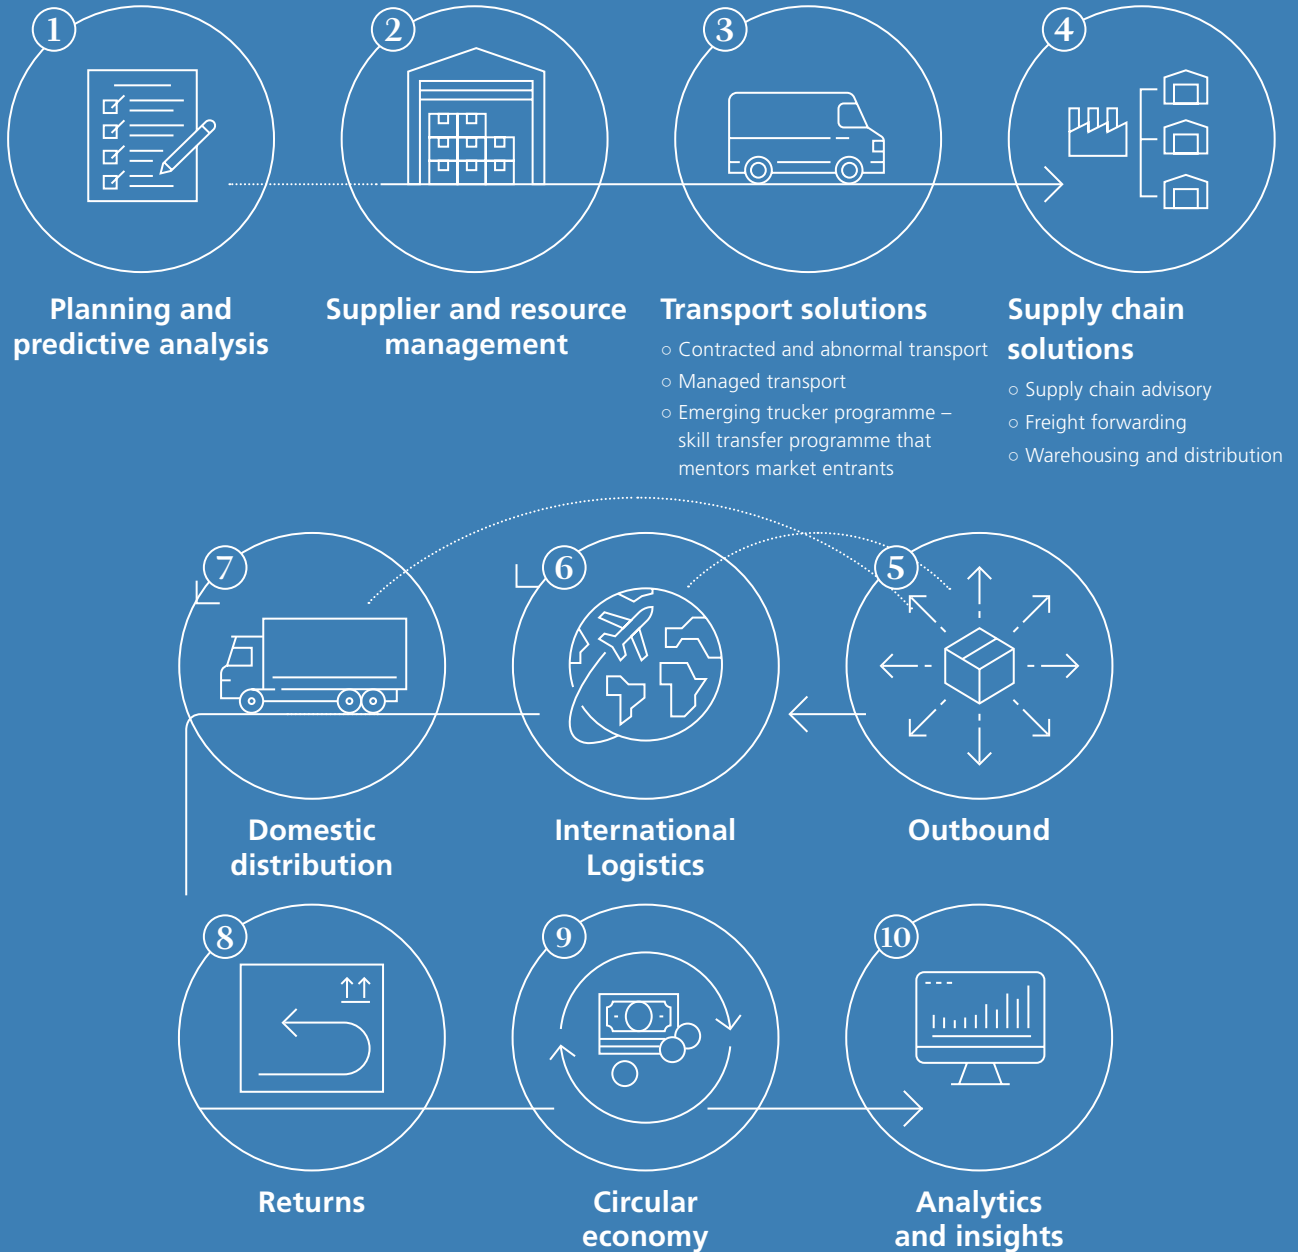 1
Planning and
predictive analysis
2
Supplier and resource
management
3
Transport solutions
○ Contracted and abnormal transport
○ Managed transport
○ Emerging trucker programme –
skill transfer programme that
mentors market entrants
4
Supply chain
solutions
○ Supply chain advisory
○ Freight forwarding
○ Warehousing and distribution
7
Domestic
distribution
6
International
Logistics
5
Outbound
8
Returns
9
Circular
economy
10
Analytics
and insights